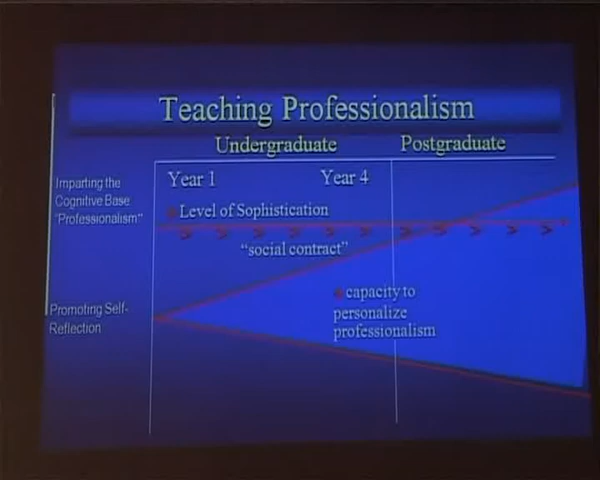 Teaching Professionalism
Undergraduate Postgraduate
Year 1 Year 4
Imparting the
Cognitive Base
"Professionalism"
Level of Sophistication
"social contract"
Promoting Self-
Reflection
capacity to
personalize
professionalism